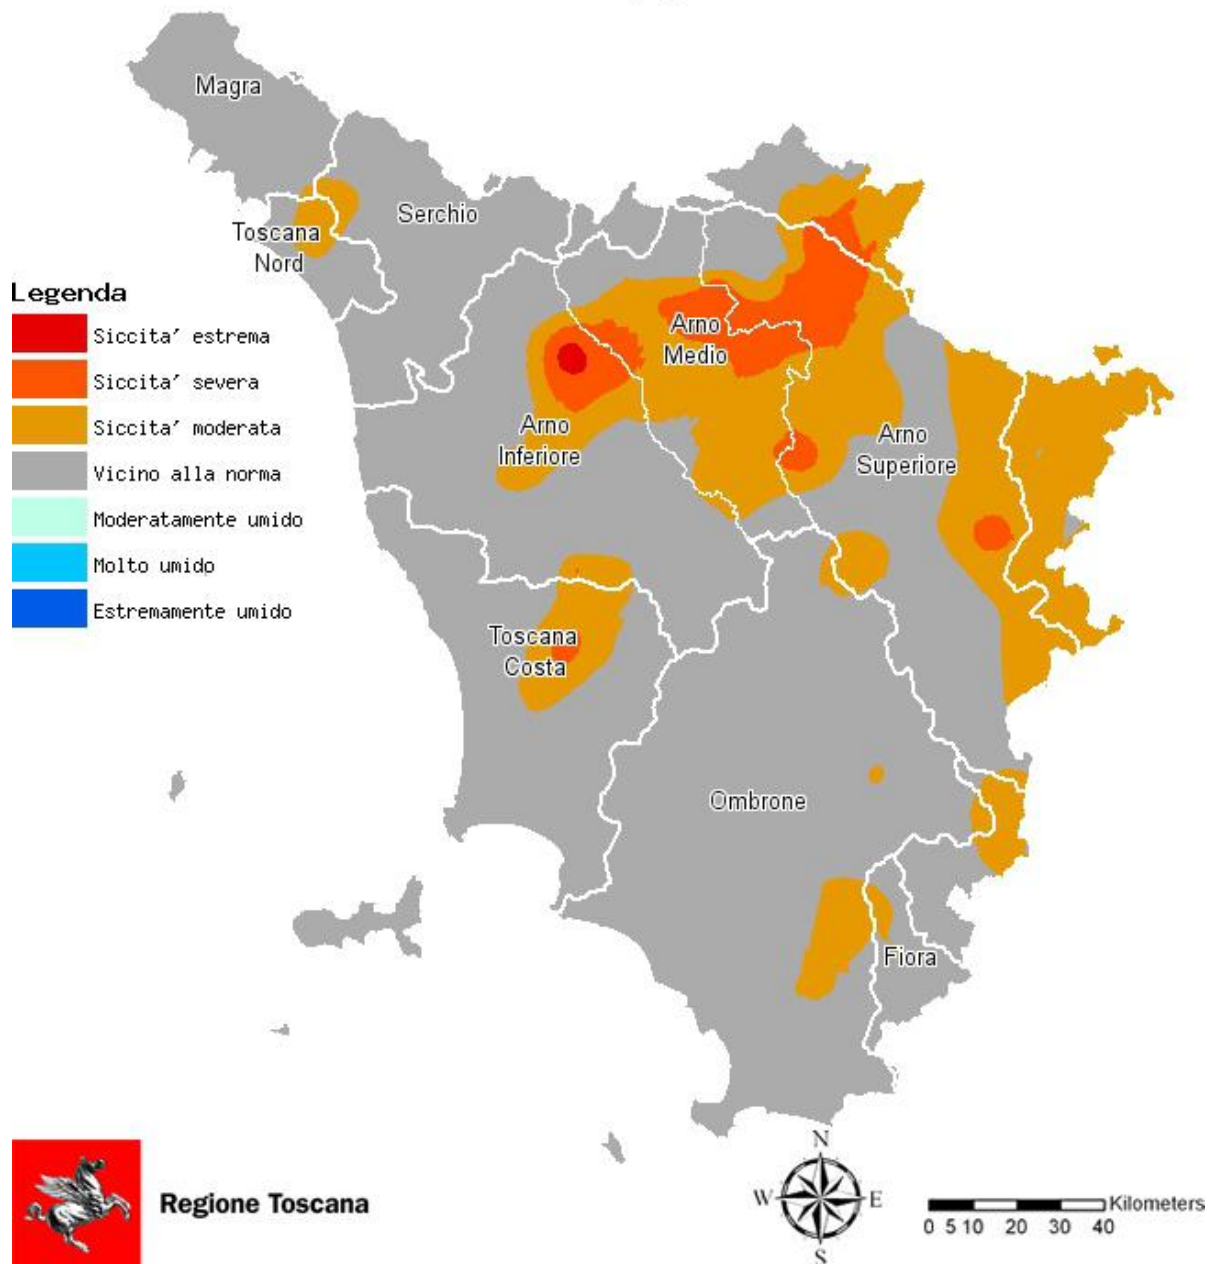 Magra
Serchio
Toscana
Nord
Legenda
Siccita' estrema
Siccita' severa
Siccita' moderata
Vicino alla norma
Moderatamente umido
Molto umido
Estremamente umido
Arno
Medio
Arno
Inferiore
Arno
Superiore
Toscana
Costa
Ombrone
Fiora
Regione Toscana
N
W E
S
Kilometers
0 5 10 20 30 40